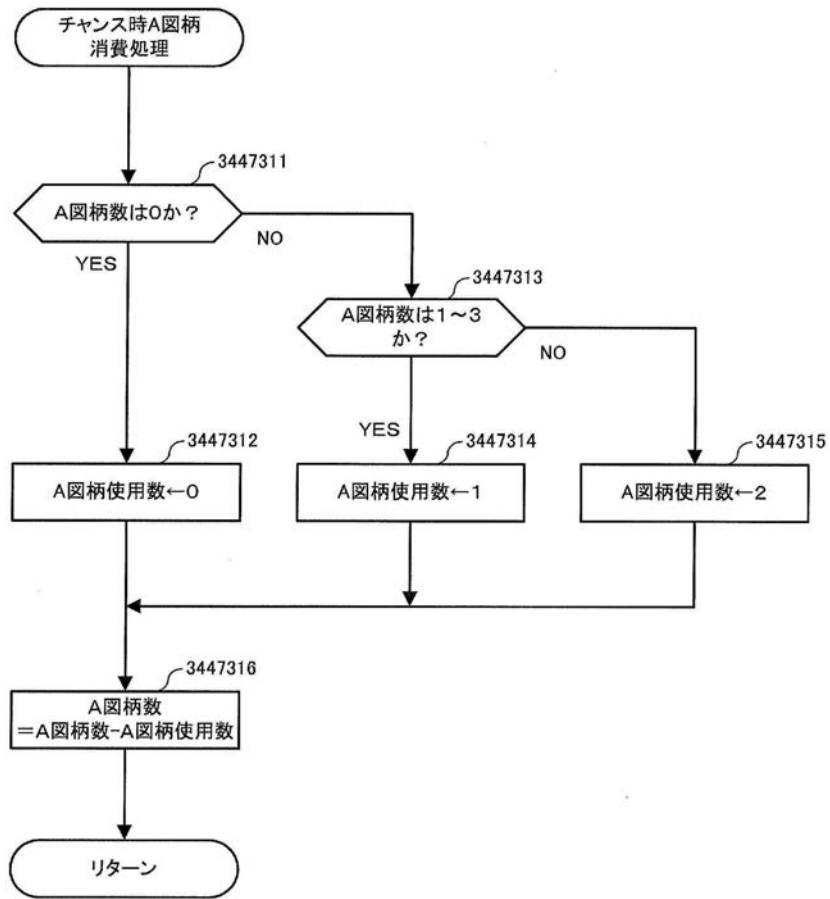 チャンス時A図柄
消費処理
3447311
A図柄数は0か？
NO
YES
3447313
A図柄数は1～3
か？
NO
YES
3447312
3447314
3447315
A図柄使用数←0
A図柄使用数←1
A図柄使用数←2
3447316
A図柄数
＝A図柄数-A図柄使用数
リターン